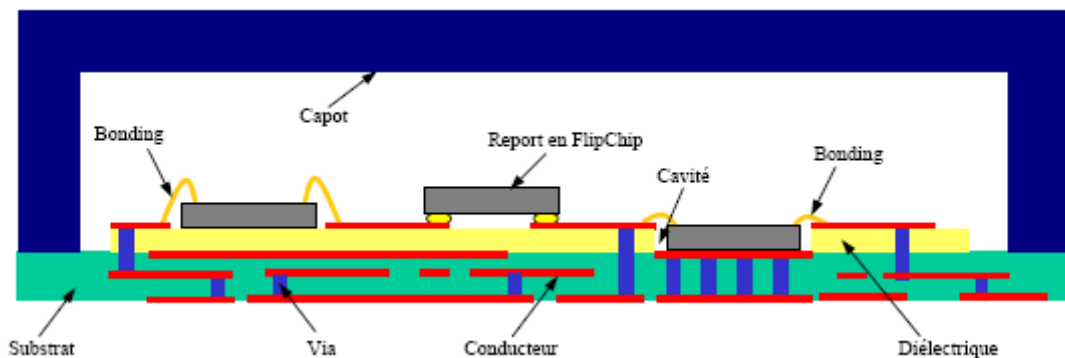 Capot
Bonding
Report en FlipChip
Bonding
Cavité
Substrat
Via
Conducteur
Diélectrique